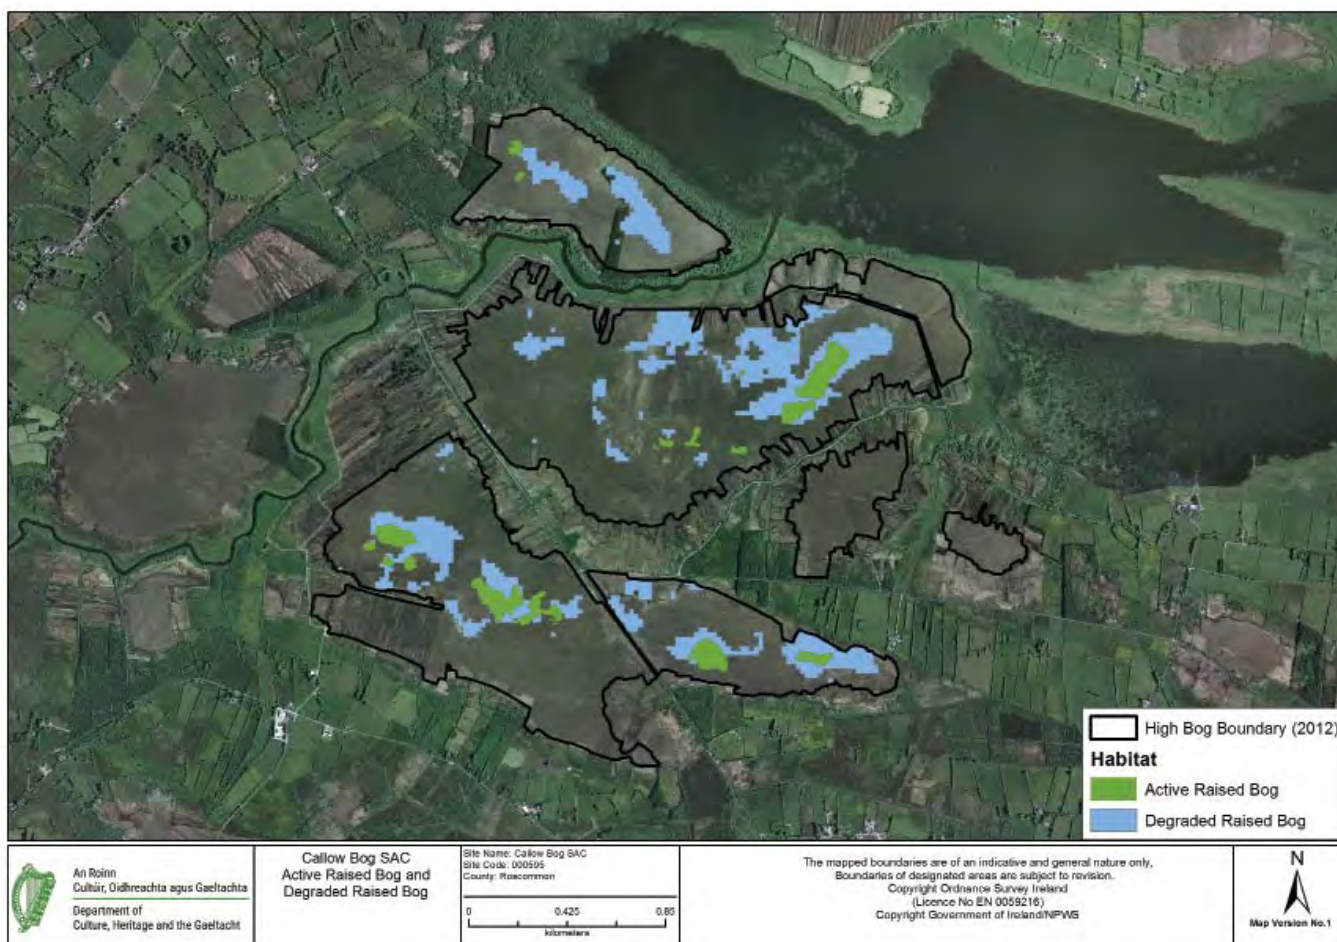 High Bog Boundary (2012)
Habitat
Active Raised Bog
Degraded Raised Bog
An Roinn
Cultúir, Oidhreachta agus Gaeltachta
Department of
Culture, Heritage and the Gaeltacht
Callow Bog SAC
Active Raised Bog and
Degraded Raised Bog
Site Name: Callow Bog SAC
Site Code: 000595
County: Roscommon
0 0.425 0.85
kilometers
The mapped boundaries are of an indicative and general nature only,
Boundaries of designated areas are subject to revision.
Copyright Ordnance Survey Ireland
(Licence No EN 0059216)
Copyright Government of Ireland/NPWS
N
Map Version No.1